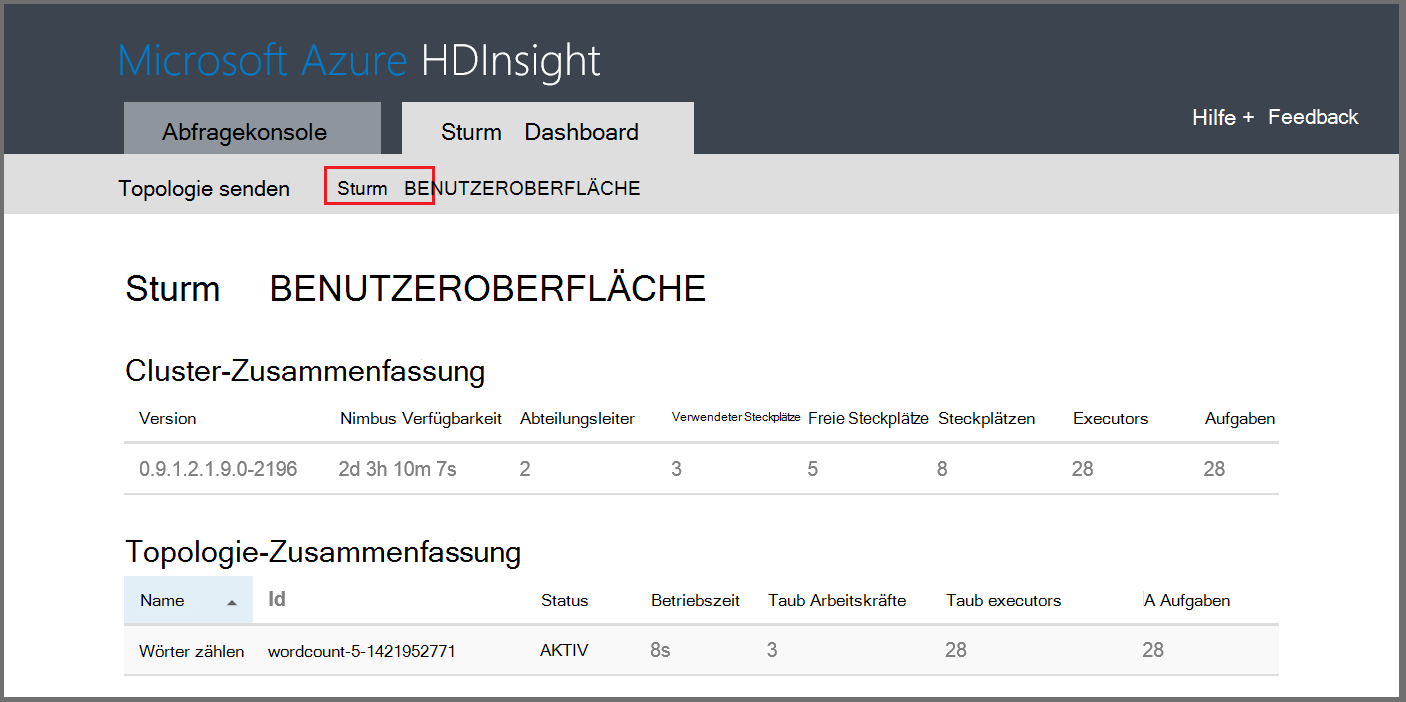 Microsoft Azure HDInsight
Abfragekonsole Sturm Dashboard Hilfe + Feedback
Topologie senden Sturm BENUTZEROBERFLÄCHE
Sturm BENUTZEROBERFLÄCHE
Cluster-Zusammenfassung
Version Nimbus Verfügbarkeit Abteilungsleiter Verwendeter Steckplätze Freie Steckplätze Steckplätzen Executors Aufgaben
0.9.1.2.1.9.0-2196 2d 3h 10m 7s 2 3 5 8 28 28
Topologie-Zusammenfassung
Name Id Status Betriebszeit Taub Arbeitskräfte Taub executors A Aufgaben
Wörter zählen wordcount-5-1421952771 AKTIV 8s 3 28 28